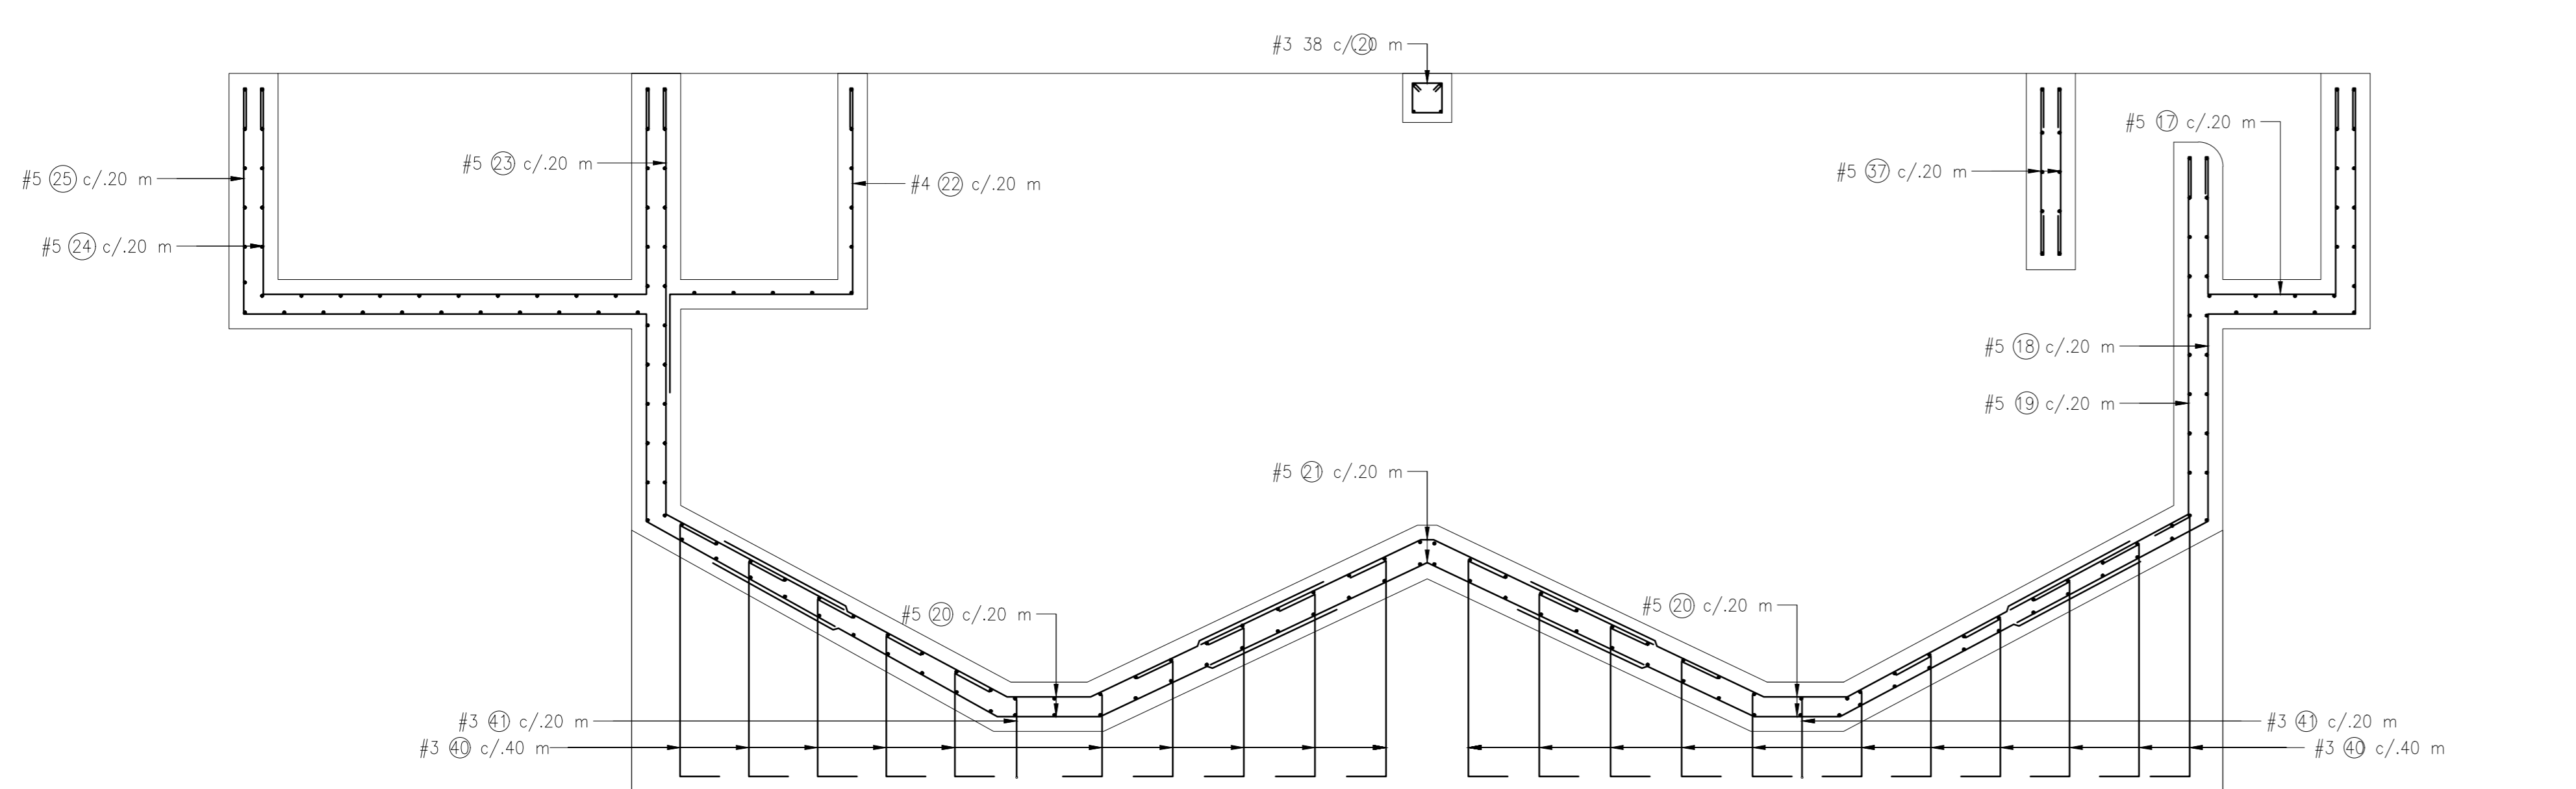 #3 38 c/.20 m
#5 17 c/.20 m
#5 23 c/.20 m
#5 37 c/.20 m
#5 25 c/.20 m
#4 22 c/.20 m
#5 24 c/.20 m
#5 18 c/.20 m
#5 19 c/.20 m
#5 21 c/.20 m
#5 20 c/.20 m
#5 20 c/.20 m
#3 41 c/.20 m
#3 41 c/.20 m
#3 40 c/.40 m
#3 40 c/.40 m